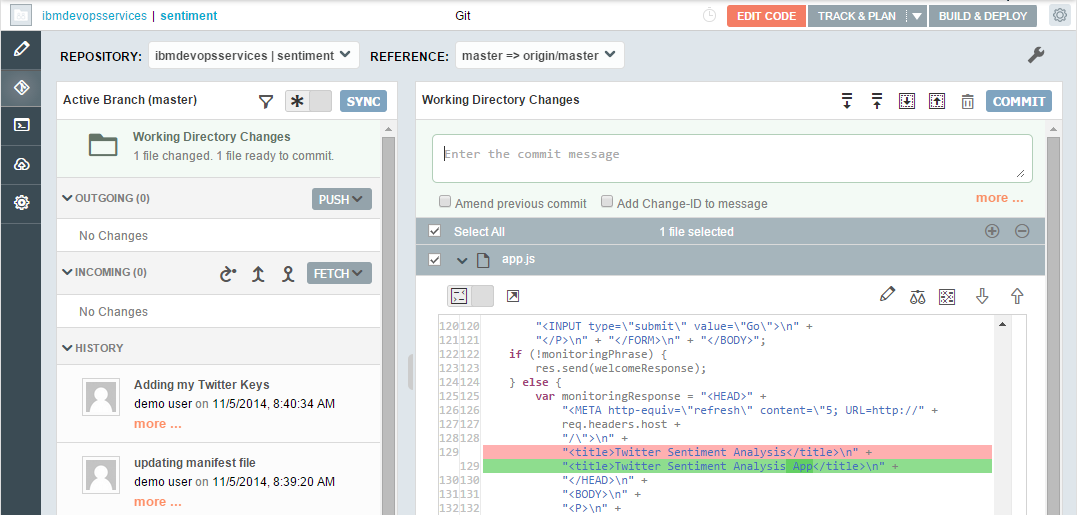 ibmdevopsservices | sentiment
Git
EDIT CODE
TRACK & PLAN
BUILD & DEPLOY
REPOSITORY: ibmdevopsservices | sentiment
REFERENCE: master => origin/master
Active Branch (master)
*
SYNC
Working Directory Changes
1 file changed. 1 file ready to commit.
OUTGOING (0)
PUSH
No Changes
INCOMING (0)
FETCH
No Changes
HISTORY
Adding my Twitter Keys
demo user on 11/5/2014, 8:40:34 AM
more ...
updating manifest file
demo user on 11/5/2014, 8:39:20 AM
more ...
Working Directory Changes
COMMIT
Enter the commit message
Amend previous commit
Add Change-ID to message
more ...
Select All
1 file selected
app.js
120 120 "<INPUT type=\"submit\" value=\"Go\">\n" +
121 121 "</P>\n" + "</FORM>\n" + "</BODY>";
122 122 if (!monitoringPhrase) {
123 123 res.send(welcomeResponse);
124 124 } else {
125 125 var monitoringResponse = "<HEAD>" +
126 126 "<META http-equiv=\"refresh\" content=\"5; URL=http://" +
127 127 req.headers.host +
128 128 "/\">\n" +
129 "<title>Twitter Sentiment Analysis</title>\n" +
129 "<title>Twitter Sentiment Analysis App</title>\n" +
130 130 "</HEAD>\n" +
131 131 "<BODY>\n" +
132 132 "<P>\n" +